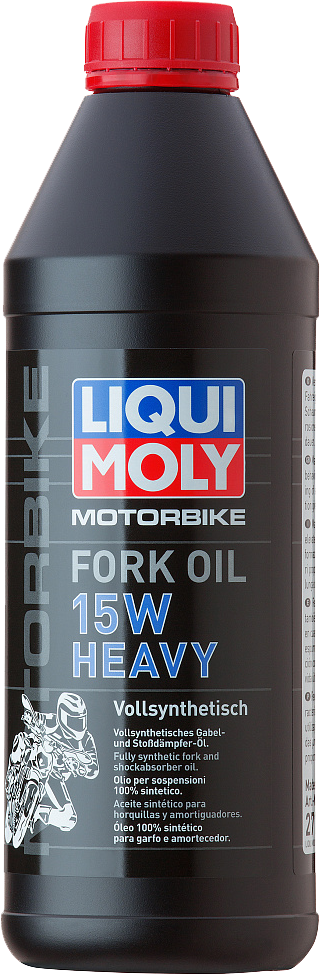 LIQUI
MOLY
MOTORBIKE
FORK OIL
15W
HEAVY
Vollsynthetisch
Vollsynthetisches Gabel-
und Stoßdämpfer-Öl.
Fully synthetic fork and
shockabsorber oil.
Olio per sospensioni
100% sintetico.
Aceite sintético para
horquillas y amortiguadores.
Óleo 100% sintético
para garfo e amortecedor.
MOTORBIKE